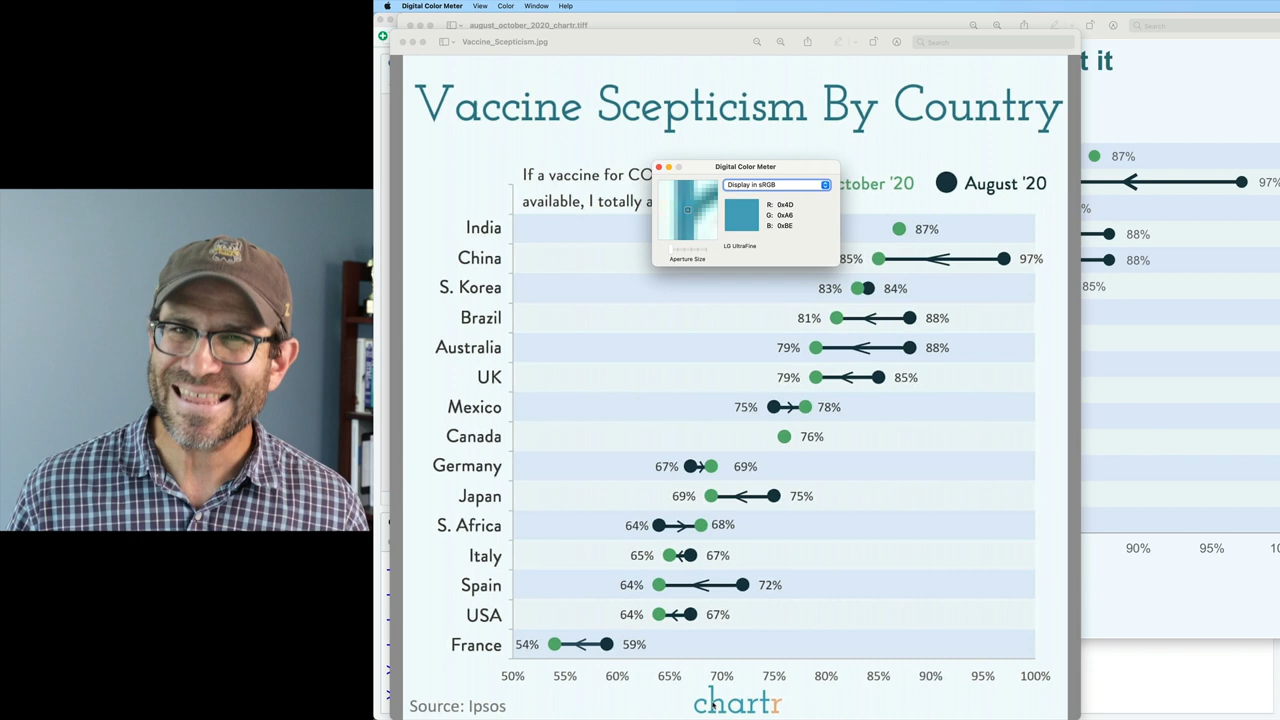 Digital Color Meter View Color Window Help
august_october_2020_chartr.tiff
Search
Vaccine_Scepticism.jpg
Search
t it
Vaccine Scepticism By Country
Digital Color Meter
Display in sRGB
R: 0x4D
G: 0xA6
B: 0xBE
LG UltraFine
Aperture Size
If a vaccine for CO
available, I totally a
ctober '20
August '20
India 87%
China 85% 97%
S. Korea 83% 84%
Brazil 81% 88%
Australia 79% 88%
UK 79% 85%
Mexico 75% 78%
Canada 76%
Germany 67% 69%
Japan 69% 75%
S. Africa 64% 68%
Italy 65% 67%
Spain 64% 72%
USA 64% 67%
France 54% 59%
50% 55% 60% 65% 70% 75% 80% 85% 90% 95% 100%
Source: Ipsos
chartr
87%
97%
%
88%
88%
85%
90% 95% 10